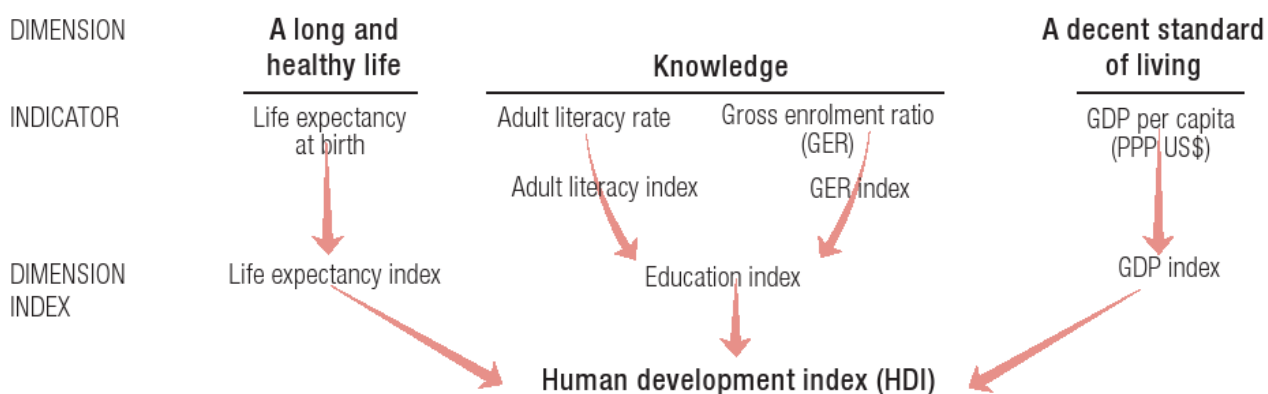 DIMENSION
A long and
healthy life
Knowledge
A decent standard
of living
INDICATOR
Life expectancy
at birth
Adult literacy rate
Gross enrolment ratio
(GER)
GDP per capita
(PPP US$)
Adult literacy index
GER index
DIMENSION
INDEX
Life expectancy index
Education index
GDP index
Human development index (HDI)